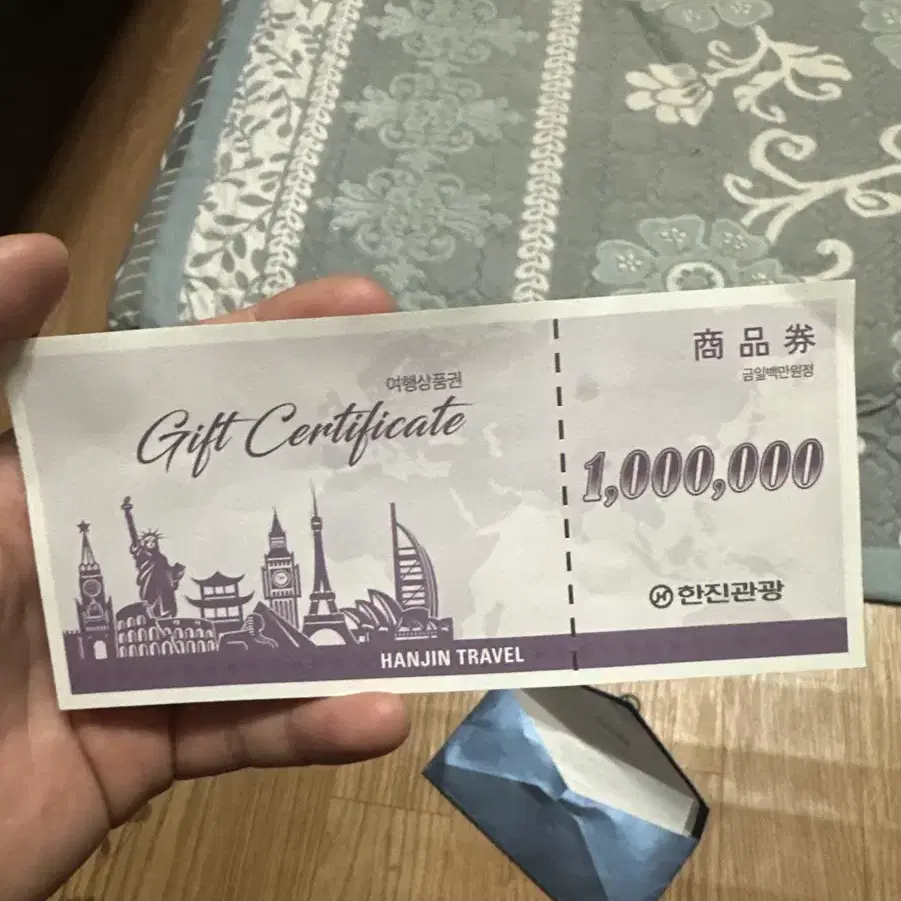 여행상품권
Gift Certificate
HANJIN TRAVEL
商品券
금일백만원정
1,000,000
한진관광